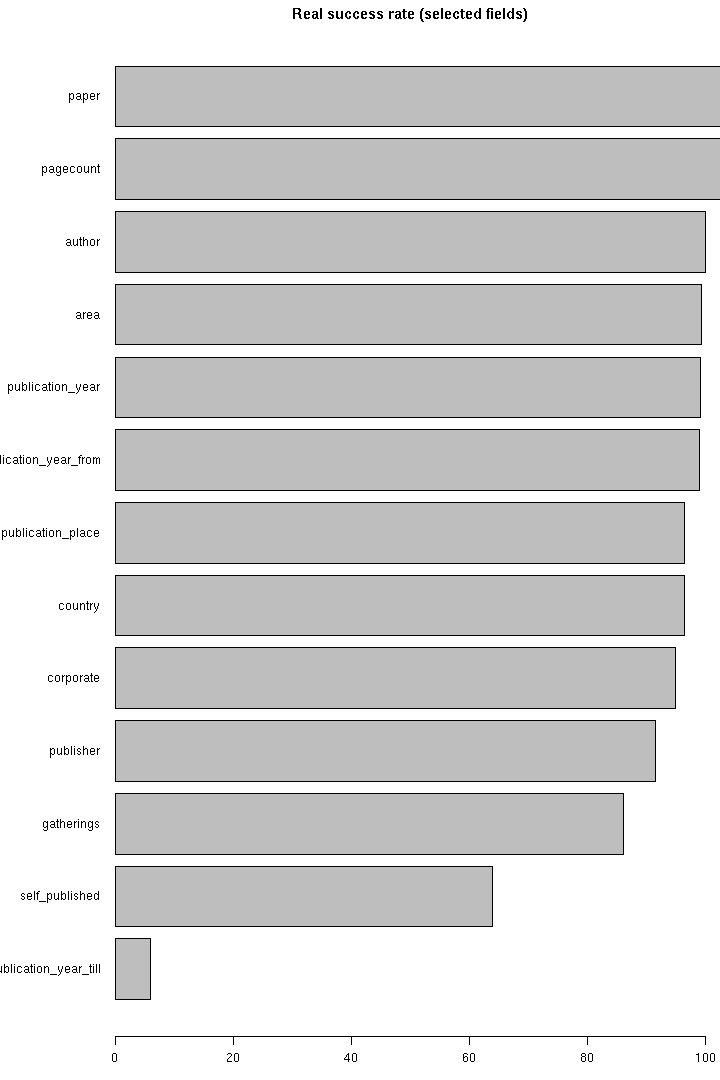 Real success rate (selected fields)
paper
pagecount
author
area
publication_year
lication_year_from
publication_place
country
corporate
publisher
gatherings
self_published
ublication_year_till
0 20 40 60 80 100